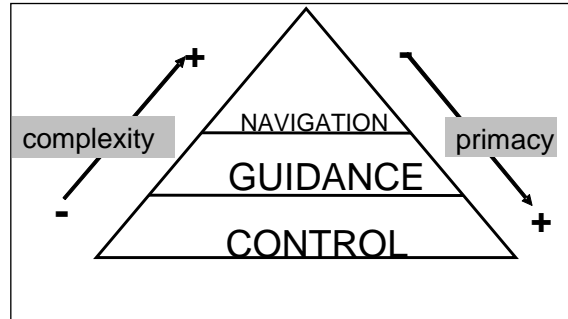 +
-
NAVIGATION
complexity
primacy
GUIDANCE
-
+
CONTROL